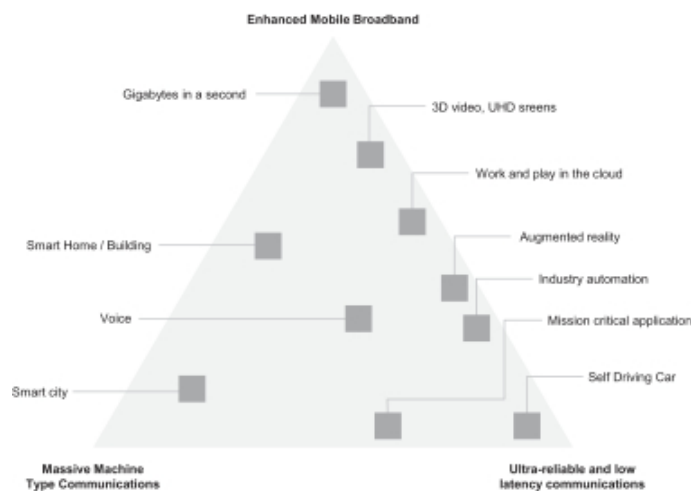 Enhanced Mobile Broadband
Gigabytes in a second
3D video, UHD sreens
Work and play in the cloud
Smart Home / Building
Augmented reality
Industry automation
Voice
Mission critical application
Self Driving Car
Smart city
Massive Machine
Type Communications
Ultra-reliable and low
latency communications